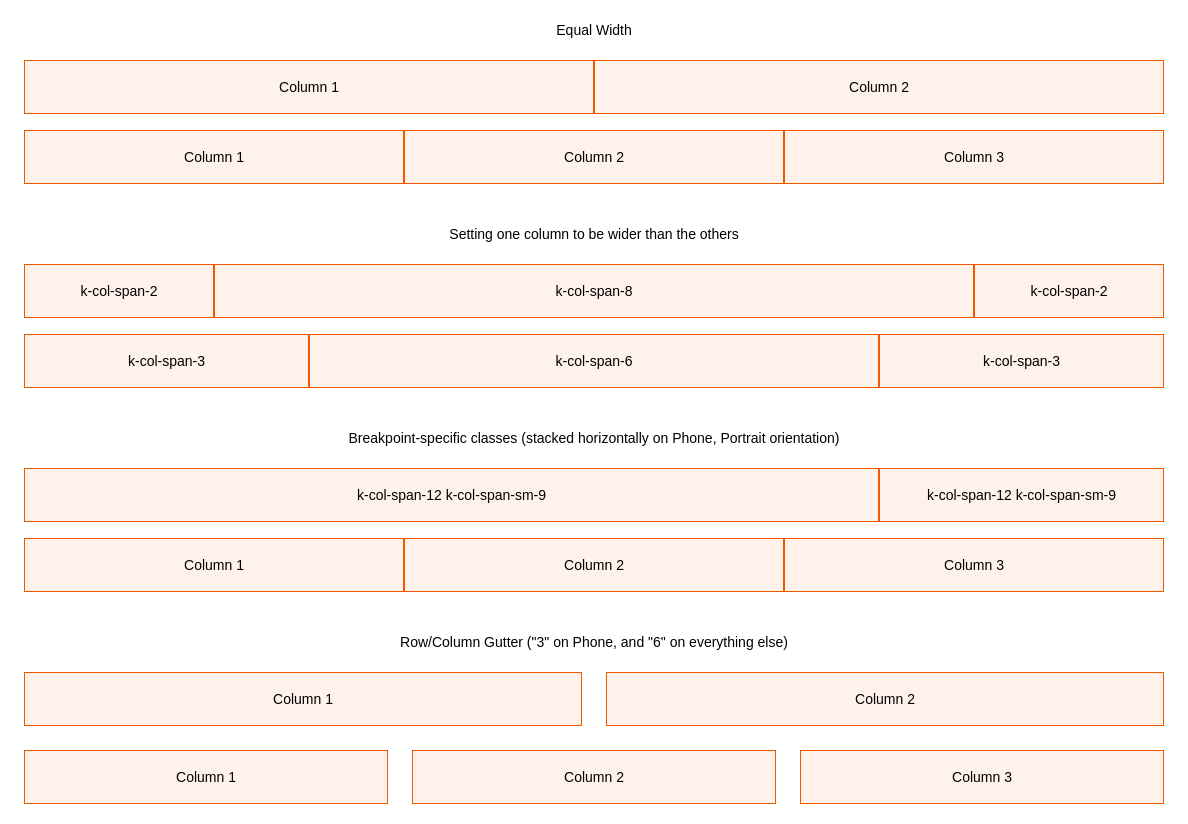 Equal Width
Column 1 Column 2
Column 1 Column 2 Column 3
Setting one column to be wider than the others
k-col-span-2 k-col-span-8 k-col-span-2
k-col-span-3 k-col-span-6 k-col-span-3
Breakpoint-specific classes (stacked horizontally on Phone, Portrait orientation)
k-col-span-12 k-col-span-sm-9 k-col-span-12 k-col-span-sm-9
Column 1 Column 2 Column 3
Row/Column Gutter ("3" on Phone, and "6" on everything else)
Column 1 Column 2
Column 1 Column 2 Column 3